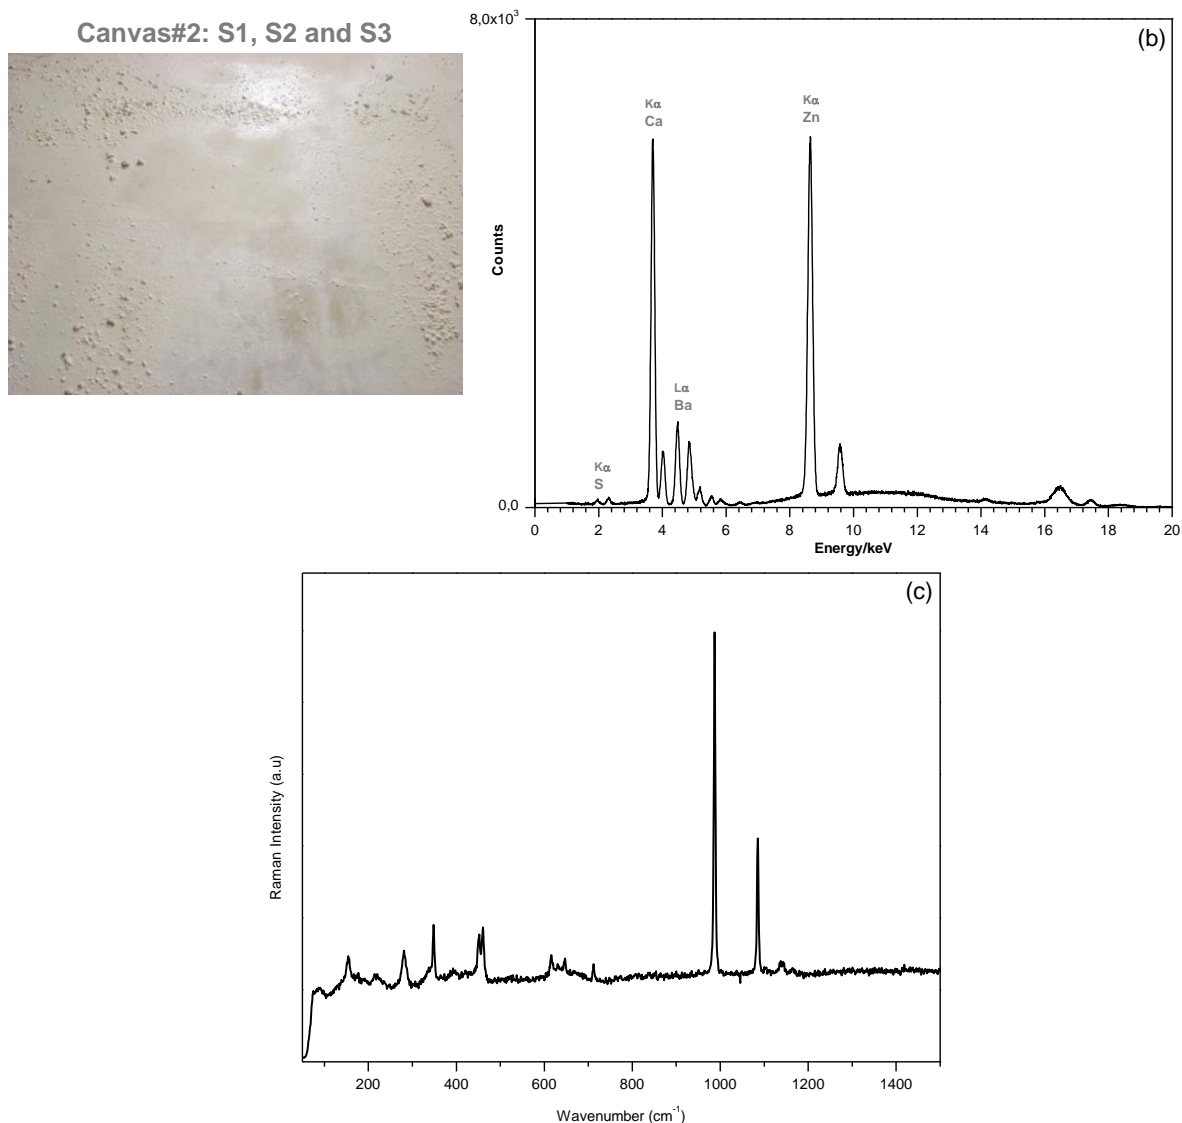 Canvas#2: S1, S2 and S3
8,0x10³
(b)
Kα
Ca
Kα
Zn
Lα
Ba
Kα
S
Counts
0,0
0 2 4 6 8 10 12 14 16 18 20
Energy/keV
(c)
Raman Intensity (a.u)
200 400 600 800 1000 1200 1400
Wavenumber (cm⁻¹)